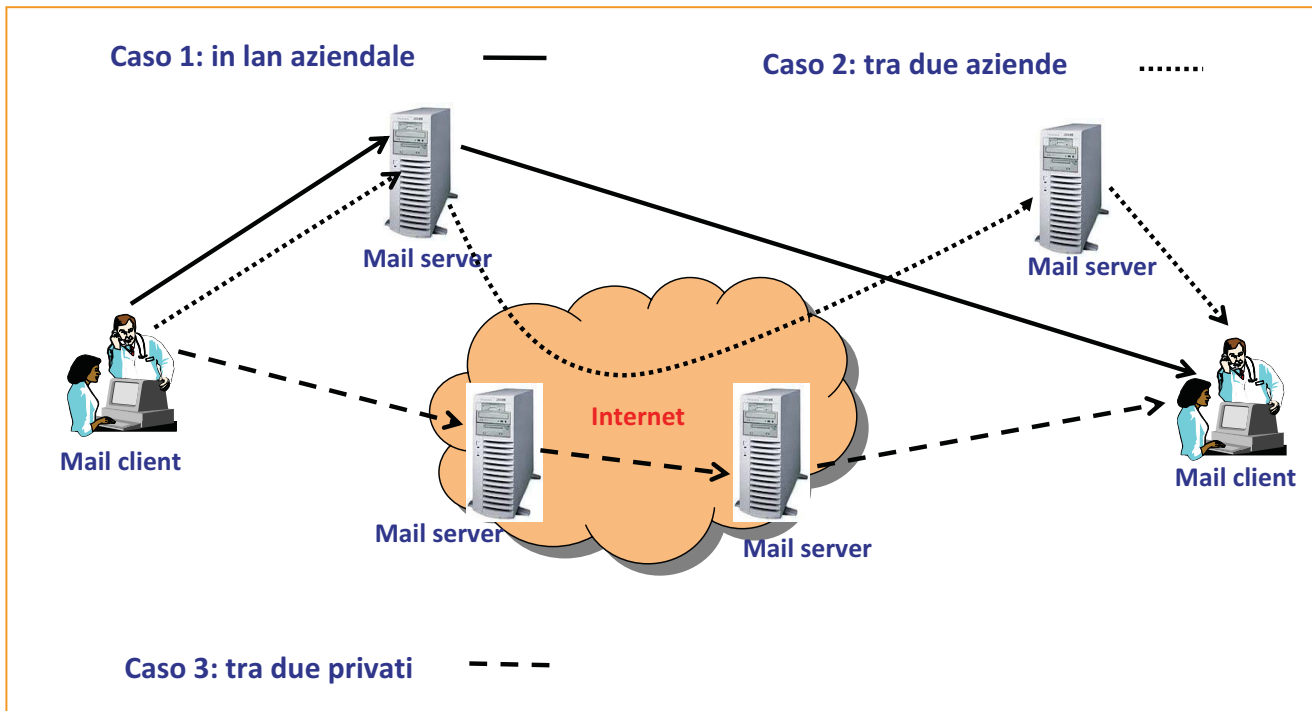 Caso 1: in lan aziendale
Caso 2: tra due aziende
Mail server
Mail server
Internet
Mail client
Mail client
Mail server
Mail server
Caso 3: tra due privati